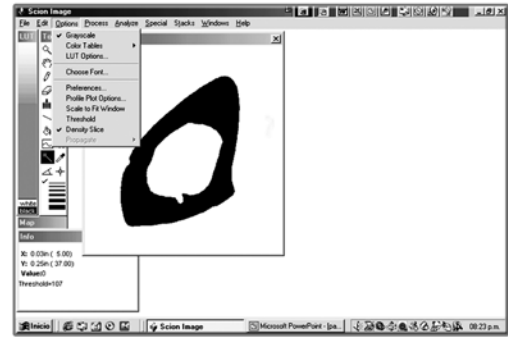 Scion Image
File Edit Options Process Analyze Special Stacks Windows Help
LUT
Grayscale
Color Tables
LUT Options...
Choose Font...
Preferences...
Profile Plot Options...
Scale to Fit Window
Threshold
Density Slice
Propagate
white
black
Map
Info
X: 0.03in ( 5.00)
Y: 0.25in ( 37.00)
Value:0
Threshold=107
Inicio Scion Image Microsoft PowerPoint - [pa... 08:23 p.m.